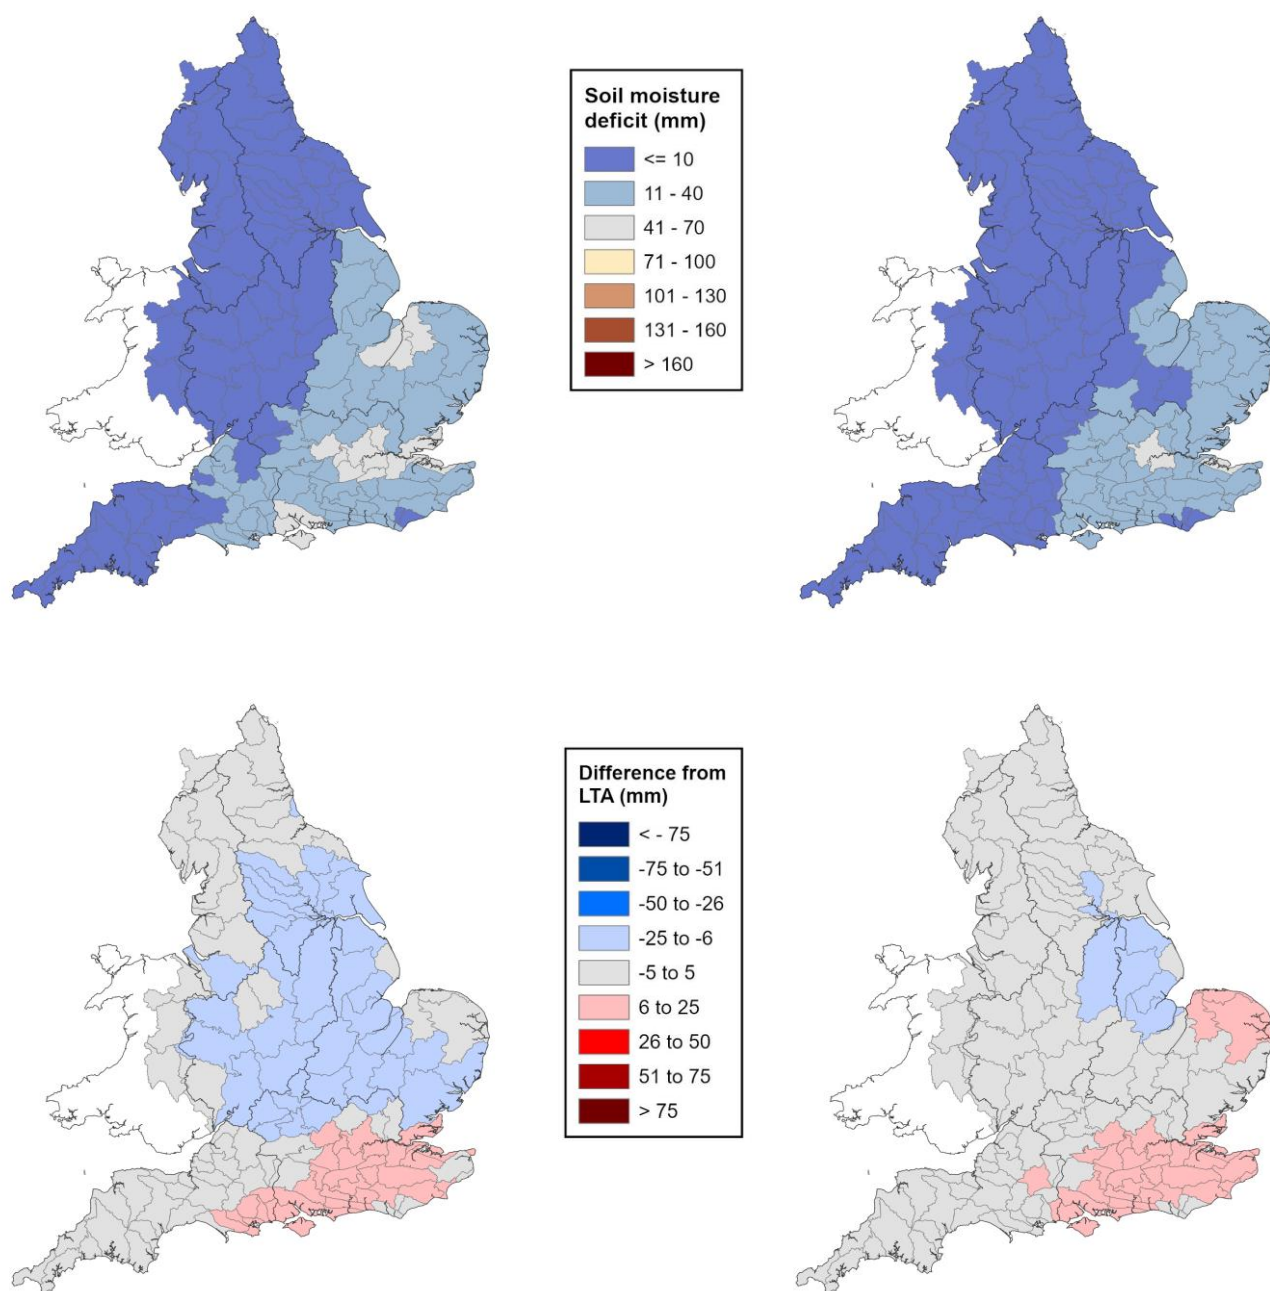 Soil moisture
deficit (mm)
<= 10
11 - 40
41 - 70
71 - 100
101 - 130
131 - 160
> 160
Difference from
LTA (mm)
< - 75
-75 to -51
-50 to -26
-25 to -6
-5 to 5
6 to 25
26 to 50
51 to 75
> 75